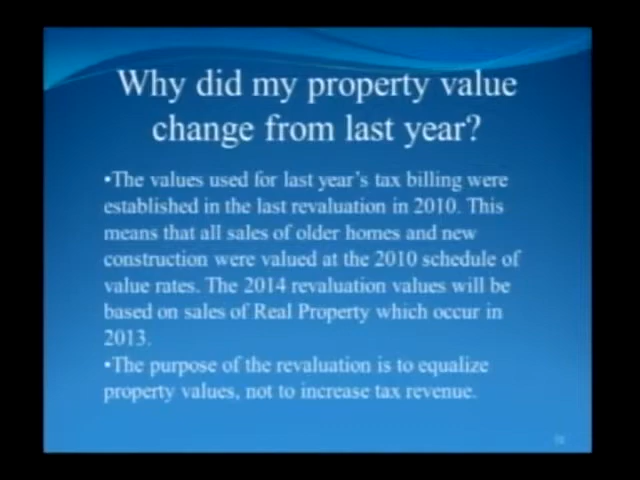 Why did my property value
change from last year?
•The values used for last year's tax billing were
established in the last revaluation in 2010. This
means that all sales of older homes and new
construction were valued at the 2010 schedule of
value rates. The 2014 revaluation values will be
based on sales of Real Property which occur in
2013.
•The purpose of the revaluation is to equalize
property values, not to increase tax revenue.